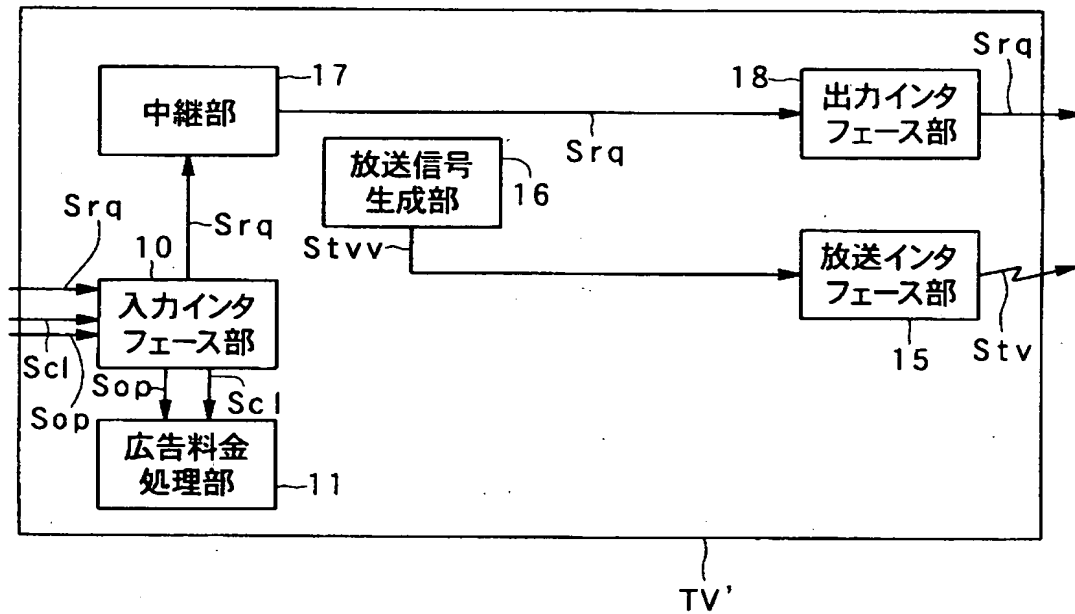 17
中継部
18
出力インタ
フェース部
Srq
Srq
放送信号
生成部
16
Srq
Srq
10
Stvv
放送インタ
フェース部
15
Stv
入力インタ
フェース部
Scl
Sop
Sop
Scl
広告料金
処理部
11
TV'